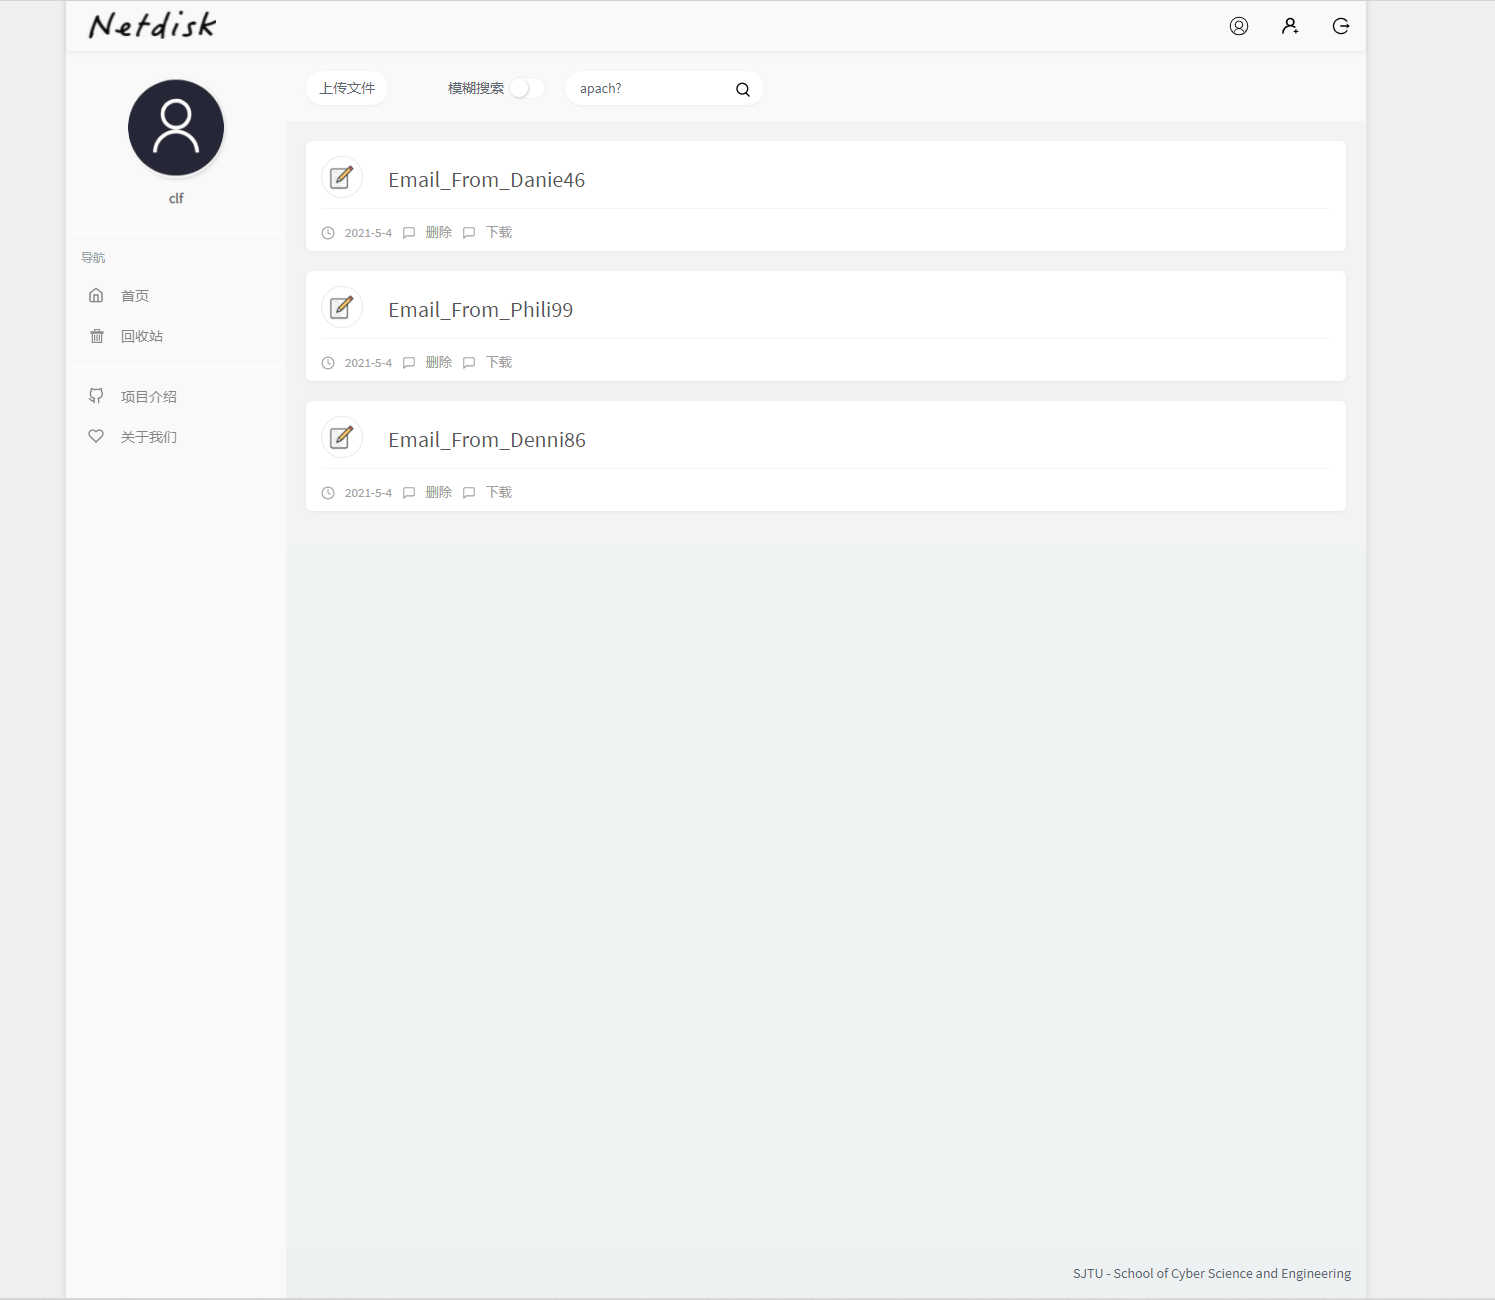 Netdisk
clf
导航
首页
回收站
项目介绍
关于我们
上传文件 模糊搜索 apach?
Email_From_Danie46
2021-5-4 删除 下载
Email_From_Phili99
2021-5-4 删除 下载
Email_From_Denni86
2021-5-4 删除 下载
SJTU - School of Cyber Science and Engineering